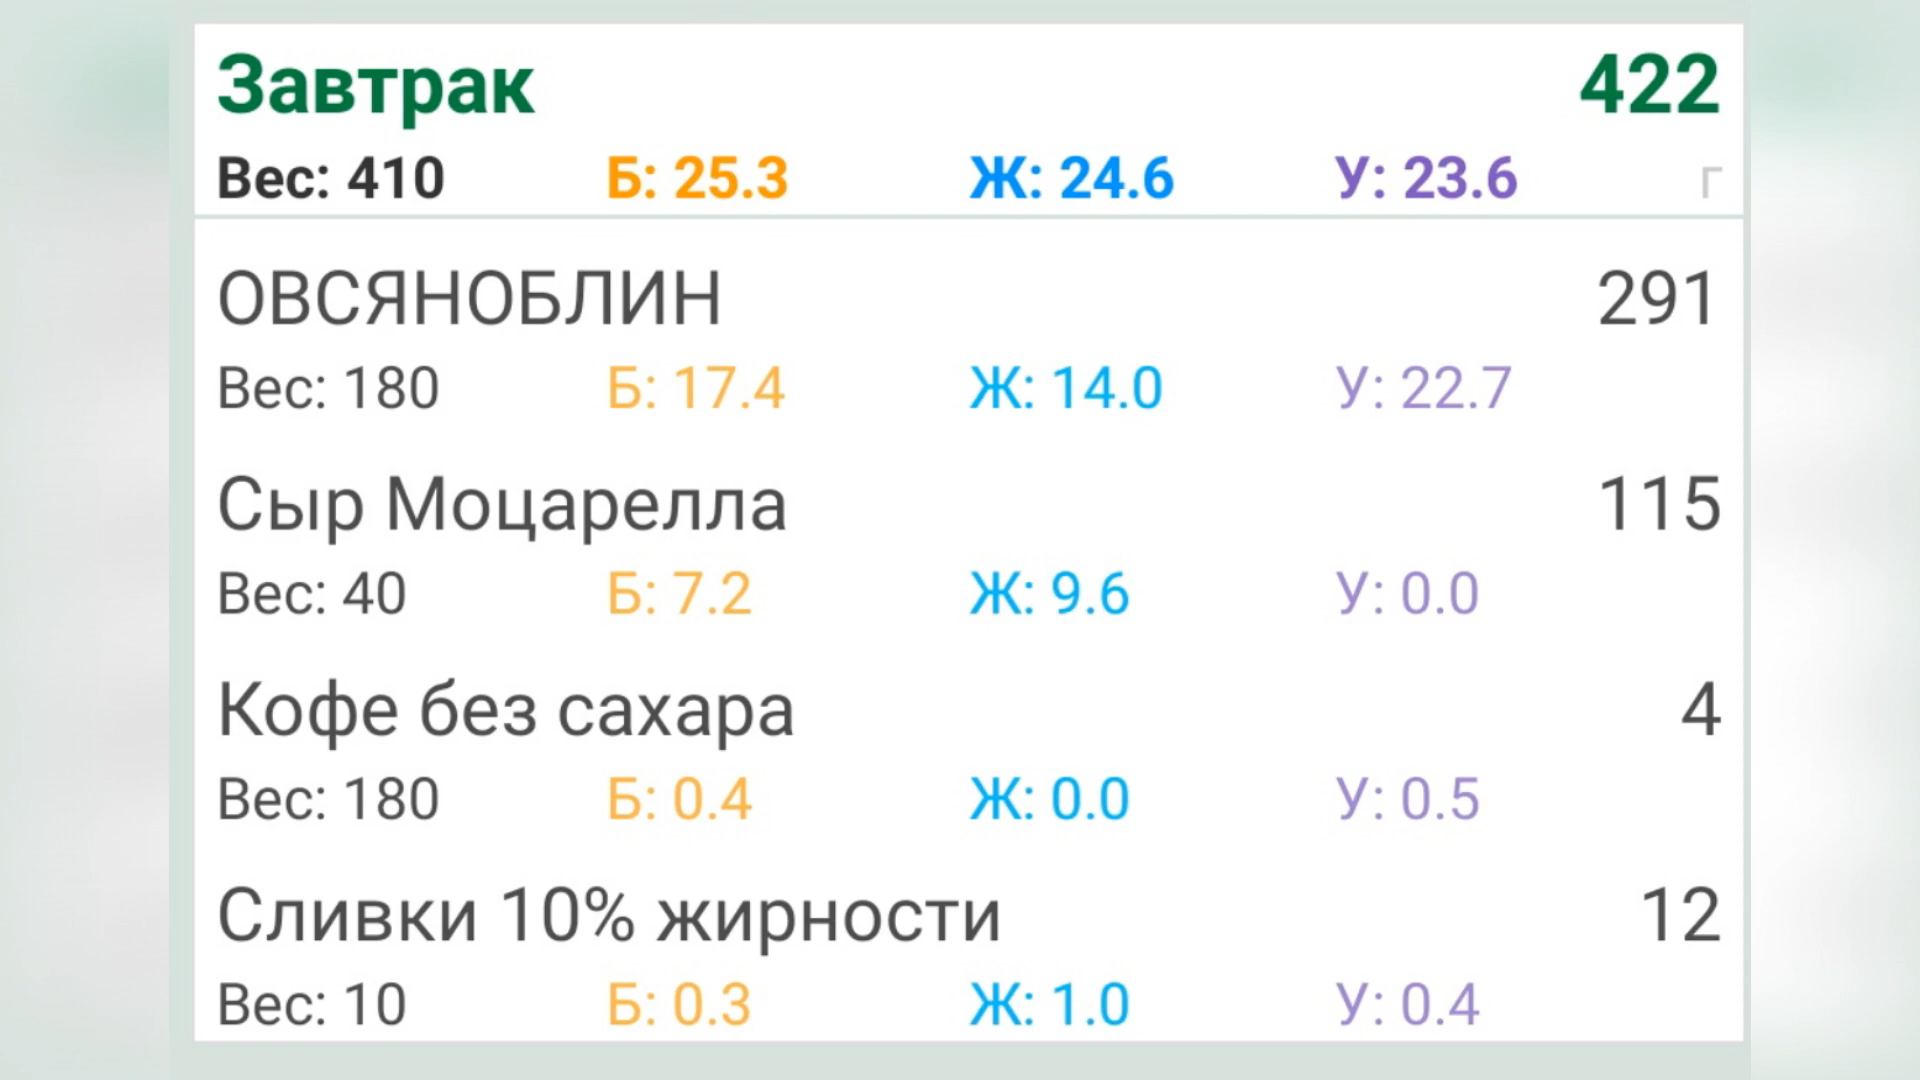 Завтрак 422
Вес: 410 Б: 25.3 Ж: 24.6 У: 23.6 г
ОВСЯНОБЛИН 291
Вес: 180 Б: 17.4 Ж: 14.0 У: 22.7
Сыр Моцарелла 115
Вес: 40 Б: 7.2 Ж: 9.6 У: 0.0
Кофе без сахара 4
Вес: 180 Б: 0.4 Ж: 0.0 У: 0.5
Сливки 10% жирности 12
Вес: 10 Б: 0.3 Ж: 1.0 У: 0.4